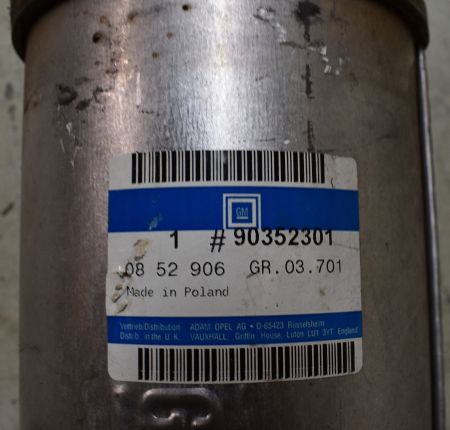 GM
1 # 90352301
08 52 906 GR.03.701
Made in Poland
Vertrieb/Distribution ADAM OPEL AG • D-65423 Rüsselsheim
Distrib. in the U. K. VAUXHALL, Griffin House, Luton LU1 3YT England